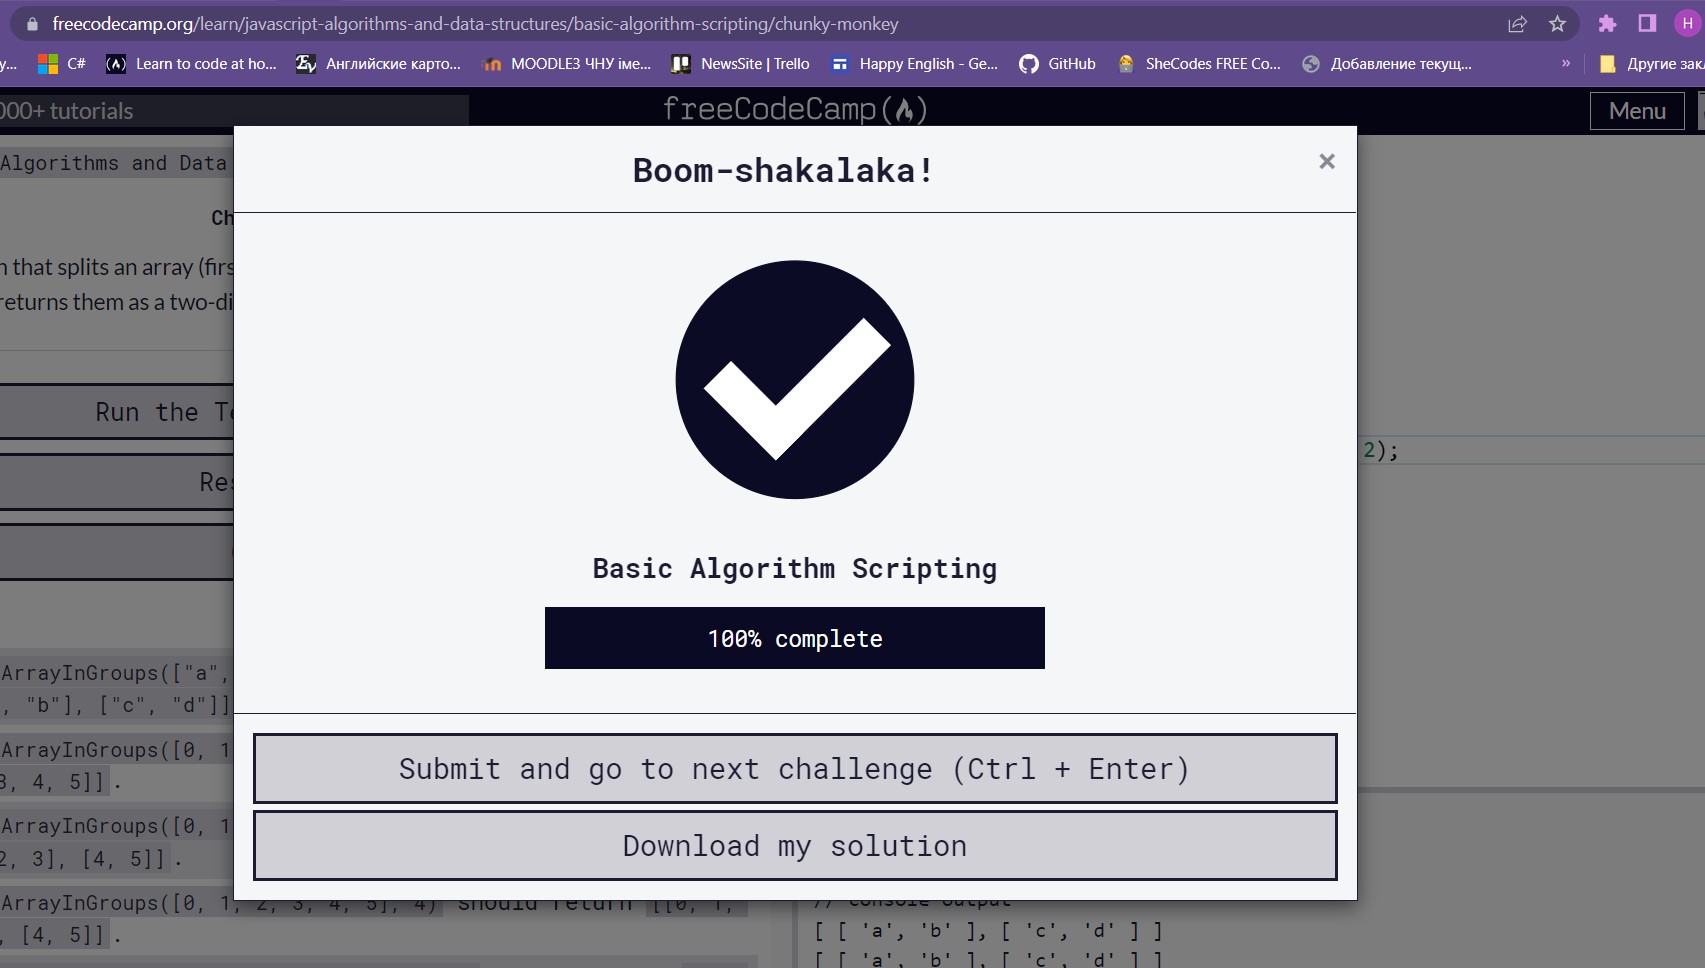 freecodecamp.org/learn/javascript-algorithms-and-data-structures/basic-algorithm-scripting/chunky-monkey
H
y... C# Learn to code at ho... Английские карто... MOODLE3 ЧНУ іме... NewsSite | Trello Happy English - Ge... GitHub SheCodes FREE Co... Добавление текущ... » Другие закл
000+ tutorials
freeCodeCamp
Menu
Algorithms and Data
Ch
n that splits an array (firs
returns them as a two-di
Run the Te
Res
ArrayInGroups(["a",
, "b"], ["c", "d"]]
ArrayInGroups([0, 1
3, 4, 5]].
ArrayInGroups([0, 1
2, 3], [4, 5]].
ArrayInGroups([0, 1, 2, 3, 4, 5], 4) should return [[0, 1,
, [4, 5]].
Boom-shakalaka!
×
Basic Algorithm Scripting
100% complete
Submit and go to next challenge (Ctrl + Enter)
Download my solution
2);
// console output
[ [ 'a', 'b' ], [ 'c', 'd' ] ]
[ [ 'a', 'b' ], [ 'c', 'd' ] ]